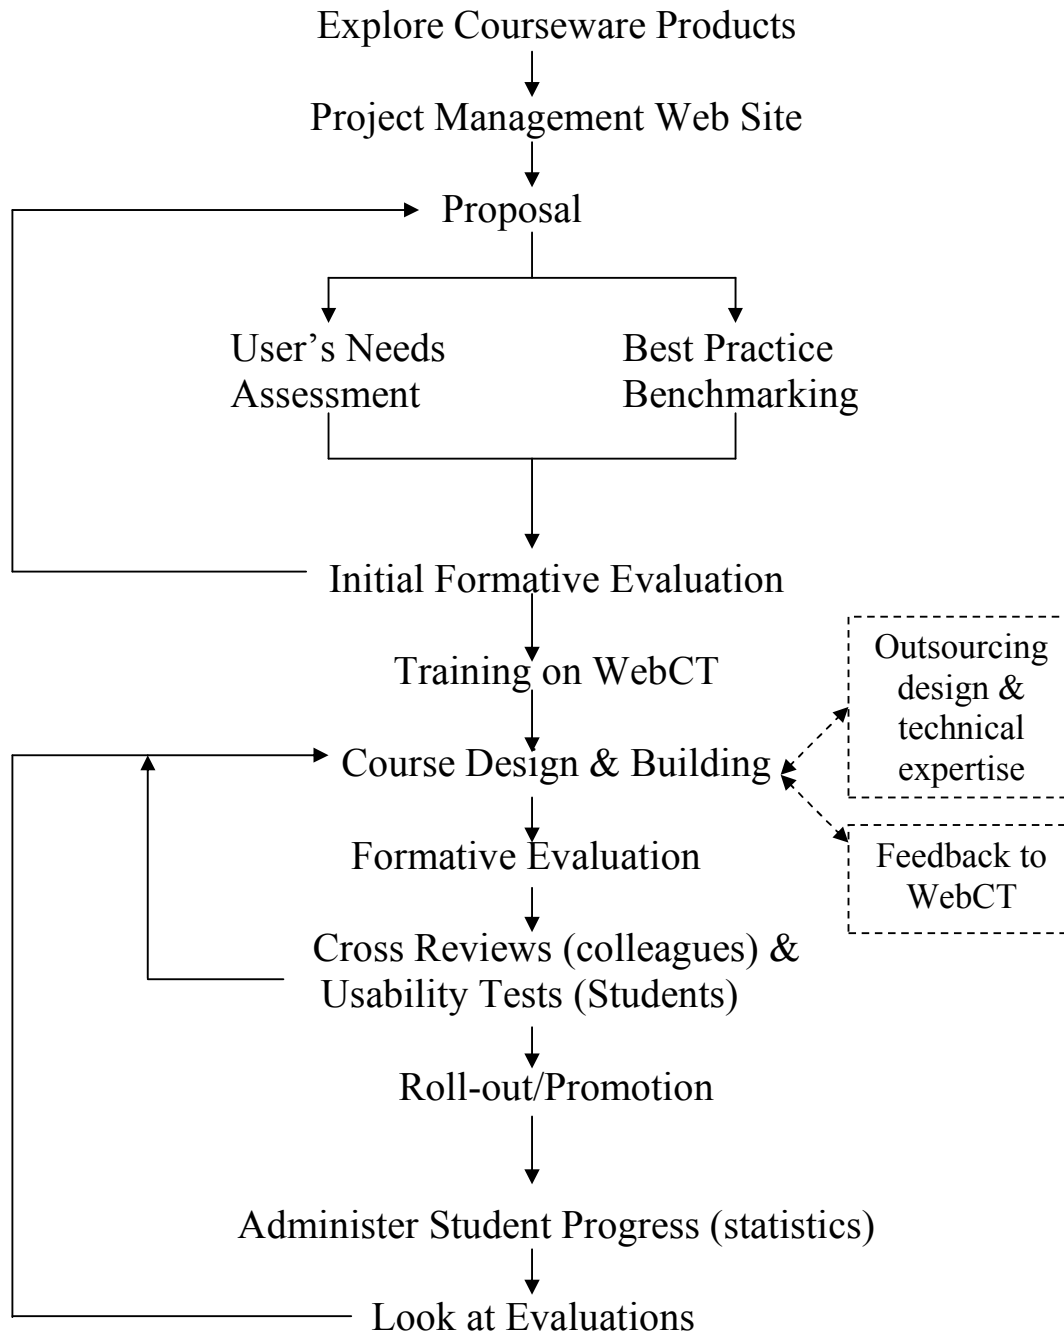 Explore Courseware Products
Project Management Web Site
Proposal
User’s Needs
Assessment
Best Practice
Benchmarking
Initial Formative Evaluation
Training on WebCT
Outsourcing
design &
technical
expertise
Course Design & Building
Formative Evaluation
Feedback to
WebCT
Cross Reviews (colleagues) &
Usability Tests (Students)
Roll-out/Promotion
Administer Student Progress (statistics)
Look at Evaluations